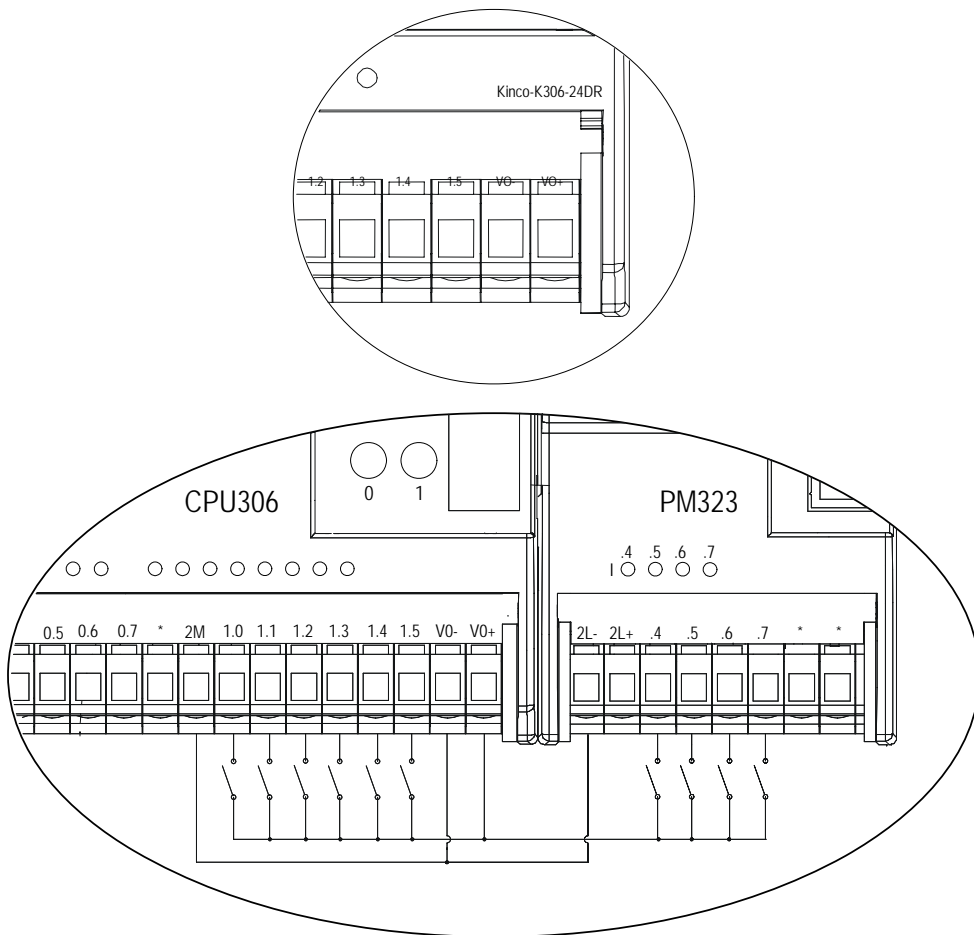 Kinco-K306-24DR
1.2 1.3 1.4 1.5 VO- VO+
0 1
CPU306 PM323
.4 .5 .6 .7
I
0.5 0.6 0.7 * 2M 1.0 1.1 1.2 1.3 1.4 1.5 V0- V0+ 2L- 2L+ .4 .5 .6 .7 * *